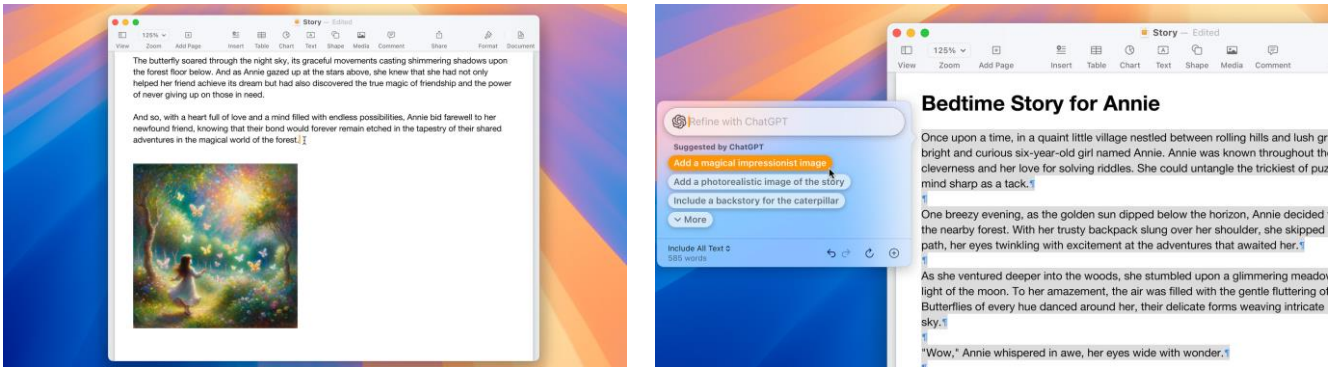 Story — Edited
125%
View Zoom Add Page Insert Table Chart Text Shape Media Comment Share Format Document
The butterfly soared through the night sky, its graceful movements casting shimmering shadows upon
the forest floor below. And as Annie gazed up at the stars above, she knew that she had not only
helped her friend achieve its dream but had also discovered the true magic of friendship and the power
of never giving up on those in need.
And so, with a heart full of love and a mind filled with endless possibilities, Annie bid farewell to her
newfound friend, knowing that their bond would forever remain etched in the tapestry of their shared
adventures in the magical world of the forest.
Story — Edited
125%
View Zoom Add Page Insert Table Chart Text Shape Media Comment
Refine with ChatGPT
Suggested by ChatGPT
Add a magical impressionist image
Add a photorealistic image of the story
Include a backstory for the caterpillar
More
Include All Text
585 words
Bedtime Story for Annie
Once upon a time, in a quaint little village nestled between rolling hills and lush gr
bright and curious six-year-old girl named Annie. Annie was known throughout the
cleverness and her love for solving riddles. She could untangle the trickiest of puz
mind sharp as a tack.¶
¶
One breezy evening, as the golden sun dipped below the horizon, Annie decided
the nearby forest. With her trusty backpack slung over her shoulder, she skipped
path, her eyes twinkling with excitement at the adventures that awaited her.¶
¶
As she ventured deeper into the woods, she stumbled upon a glimmering meadow
light of the moon. To her amazement, the air was filled with the gentle fluttering of
Butterflies of every hue danced around her, their delicate forms weaving intricate
sky.¶
¶
"Wow," Annie whispered in awe, her eyes wide with wonder.¶